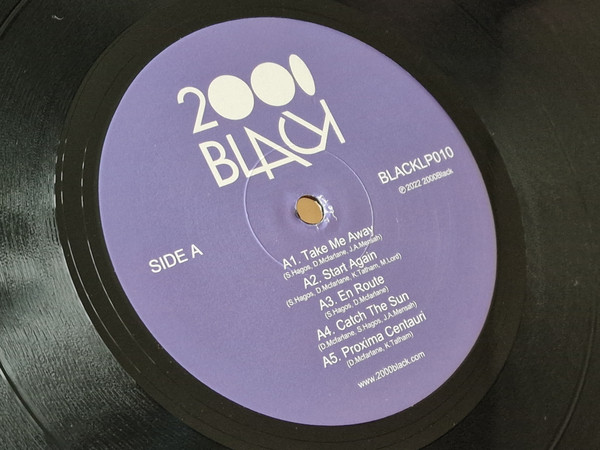 2000
BLACK
BLACKLP010
℗ 2022 2000Black
SIDE A
A1. Take Me Away
(S.Hagos, D.Mcfarlane, J.A.Mensah)
A2. Start Again
(S.Hagos, D.Mcfarlane, K.Tatham, M.Lord)
A3. En Route
(S.Hagos, D.Mcfarlane)
A4. Catch The Sun
(D.Mcfarlane, S.Hagos, J.A.Mensah)
A5. Proxima Centauri
(D.Mcfarlane, K.Tatham)
www.2000black.com